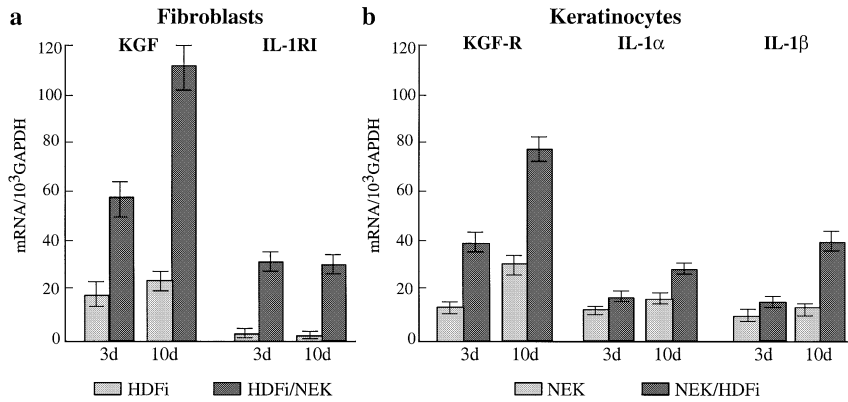 a Fibroblasts
KGF IL-1RI
mRNA/10³GAPDH
120
100
80
60
40
20
0
3d 10d 3d 10d
HDFi HDFi/NEK
b Keratinocytes
KGF-R IL-1α IL-1β
mRNA/10³GAPDH
120
100
80
60
40
20
0
3d 10d 3d 10d 3d 10d
NEK NEK/HDFi